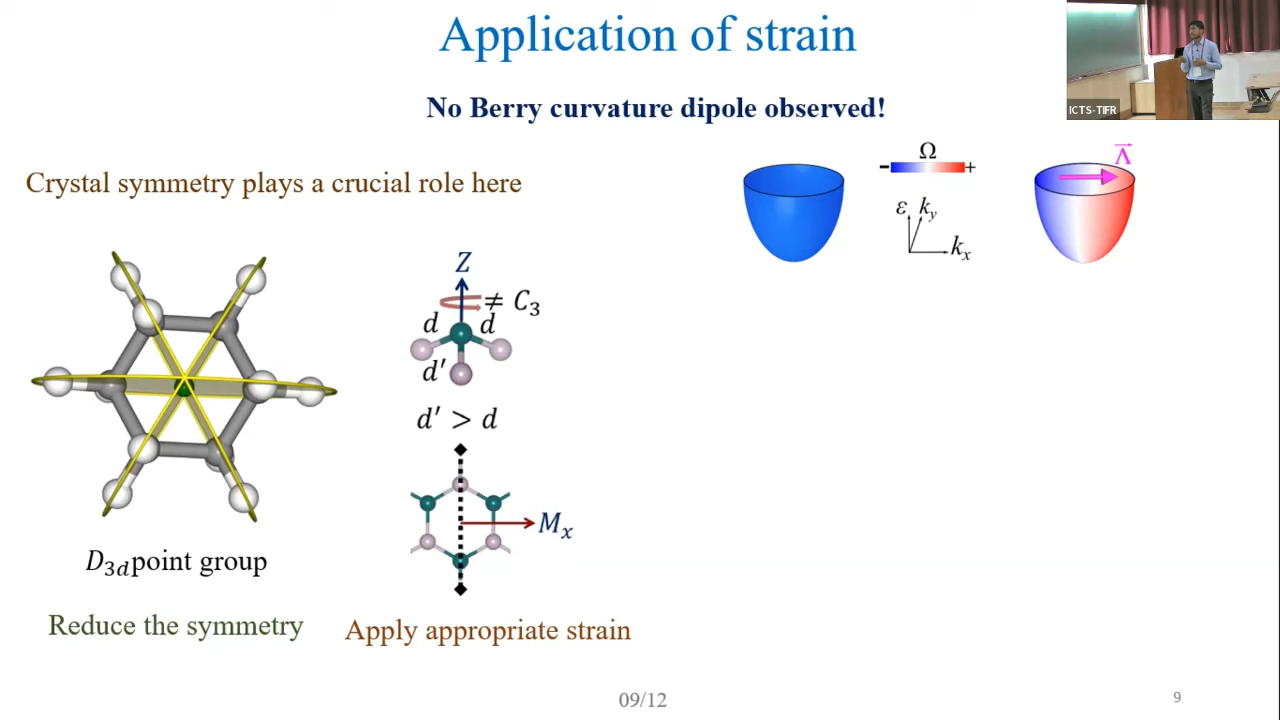 Application of strain
ICTS-TIFR
No Berry curvature dipole observed!
Crystal symmetry plays a crucial role here
- Ω +
ε k_y
k_x
Λ⃗
Z
≠ C₃
d d
d'
d' > d
Mₓ
D₃d point group
Reduce the symmetry
Apply appropriate strain
09/12
9